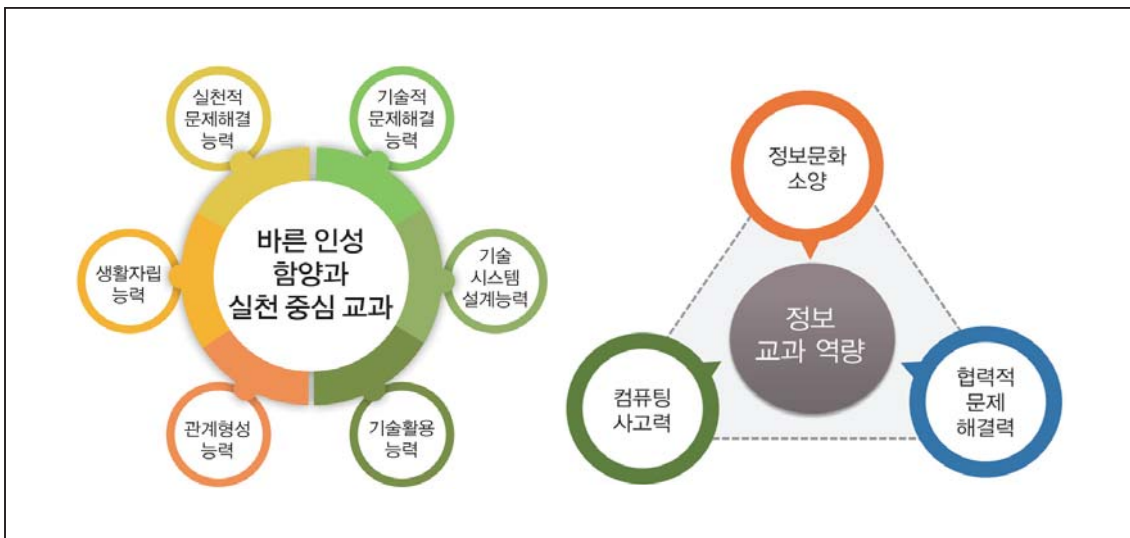 실천적
문제해결
능력
기술적
문제해결
능력
생활자립
능력
바른 인성
함양과
실천 중심 교과
기술
시스템
설계능력
관계형성
능력
기술활용
능력
정보문화
소양
정보
교과 역량
컴퓨팅
사고력
협력적
문제
해결력